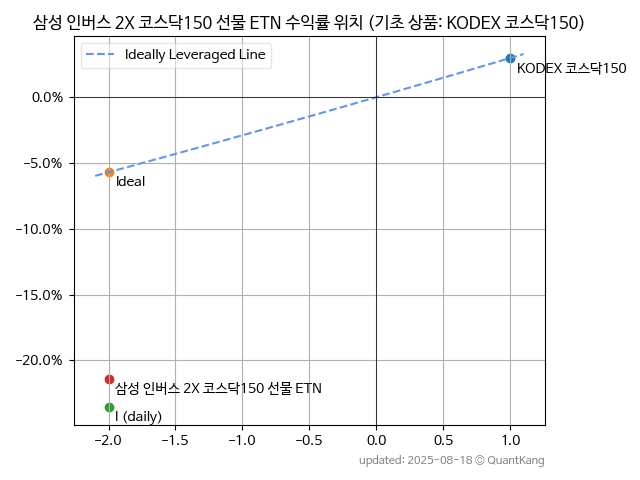 삼성 인버스 2X 코스닥150 선물 ETN 수익률 위치 (기초 상품: KODEX 코스닥150)
Ideally Leveraged Line
KODEX 코스닥150
0.0%
-5.0%
Ideal
-10.0%
-15.0%
-20.0%
삼성 인버스 2X 코스닥150 선물 ETN
I (daily)
-2.0 -1.5 -1.0 -0.5 0.0 0.5 1.0
updated: 2025-08-18 © QuantKang